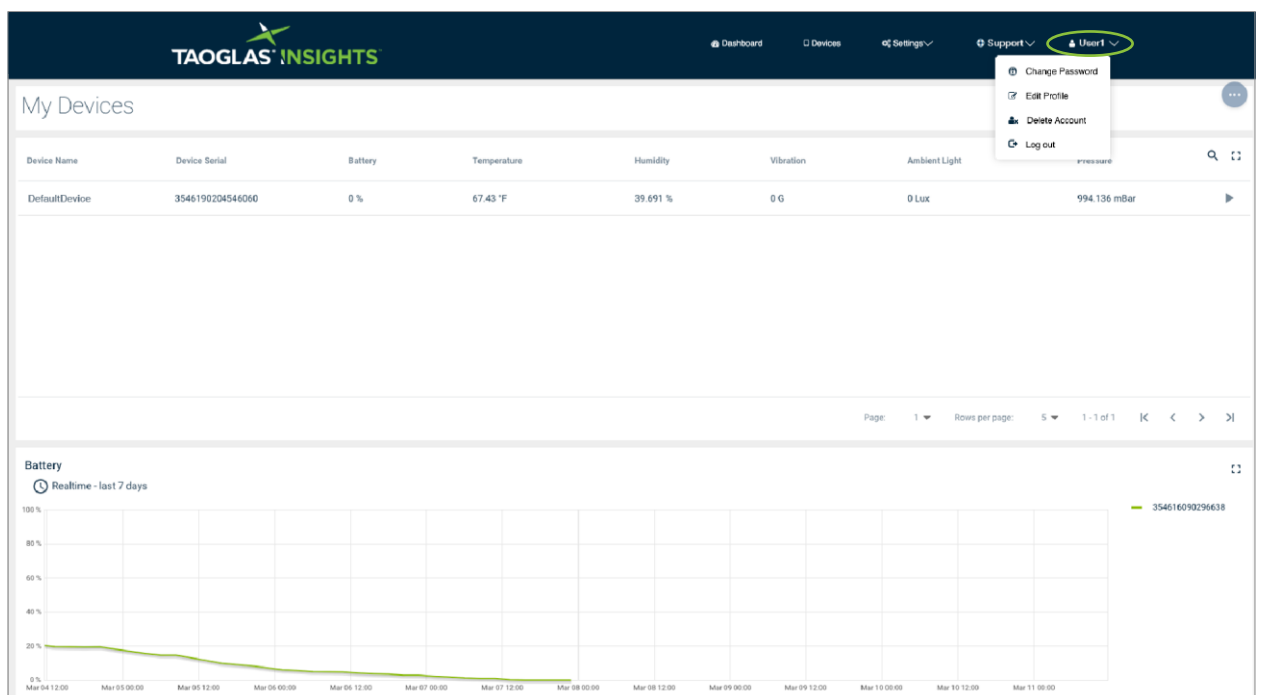 TAOGLAS INSIGHTS
Dashboard Devices Settings Support User1
Change Password
Edit Profile
Delete Account
Log out
My Devices
Device Name Device Serial Battery Temperature Humidity Vibration Ambient Light Pressure
DefaultDevice 3546190204546060 0 % 67.43 °F 39.691 % 0 G 0 Lux 994.136 mBar
Page: 1 Rows per page: 5 1 - 1 of 1
Battery
Realtime - last 7 days
354616090296638
100 %
80 %
60 %
40 %
20 %
0 %
Mar 04 12:00 Mar 05 00:00 Mar 05 12:00 Mar 06 00:00 Mar 06 12:00 Mar 07 00:00 Mar 07 12:00 Mar 08 00:00 Mar 08 12:00 Mar 09 00:00 Mar 09 12:00 Mar 10 00:00 Mar 10 12:00 Mar 11 00:00